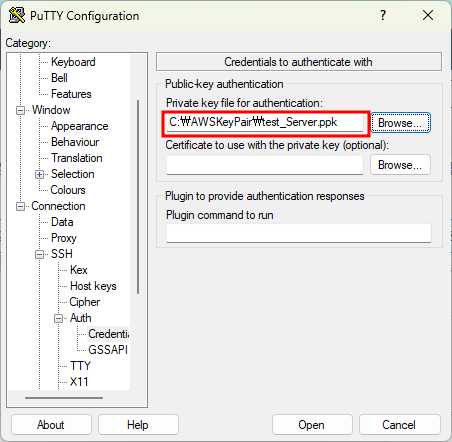 PuTTY Configuration
?
Category:
Keyboard
Bell
Features
Window
Appearance
Behaviour
Translation
Selection
Colours
Connection
Data
Proxy
SSH
Kex
Host keys
Cipher
Auth
Credentia
GSSAPI
TTY
X11
Credentials to authenticate with
Public-key authentication
Private key file for authentication:
C:₩AWSKeyPair₩test_Server.ppk
Browse...
Certificate to use with the private key (optional):
Browse...
Plugin to provide authentication responses
Plugin command to run
About
Help
Open
Cancel